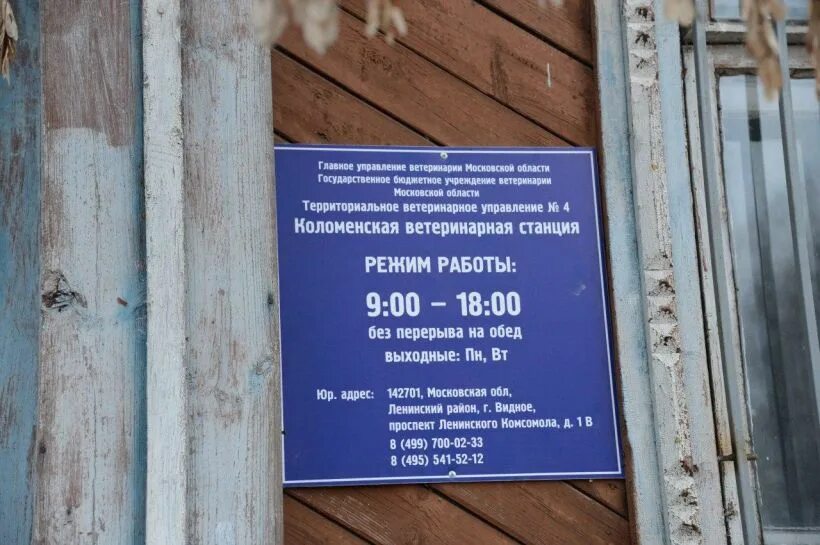 Главное управление ветеринарии Московской области
Государственное бюджетное учреждение ветеринарии
Московской области
Территориальное ветеринарное управление № 4
Коломенская ветеринарная станция
РЕЖИМ РАБОТЫ:
9:00 – 18:00
без перерыва на обед
выходные: Пн, Вт
Юр. адрес: 142701, Московская обл,
Ленинский район, г. Видное,
проспект Ленинского Комсомола, д. 1 В
8 (499) 700-02-33
8 (495) 541-52-12